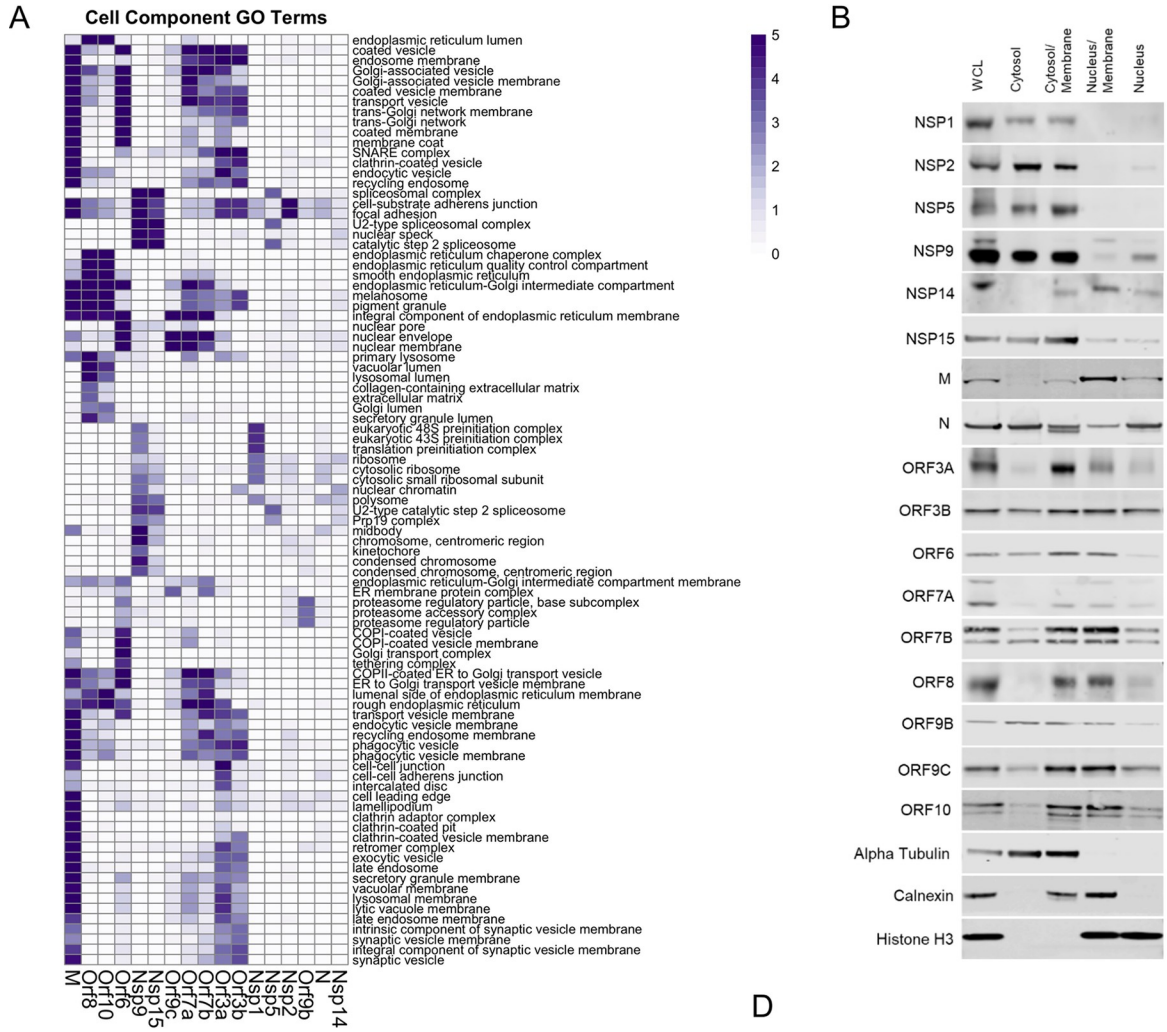 A
Cell Component GO Terms
endoplasmic reticulum lumen
coated vesicle
endosome membrane
Golgi-associated vesicle
Golgi-associated vesicle membrane
coated vesicle membrane
transport vesicle
trans-Golgi network membrane
trans-Golgi network
coated membrane
membrane coat
SNARE complex
clathrin-coated vesicle
endocytic vesicle
recycling endosome
spliceosomal complex
cell-substrate adherens junction
focal adhesion
U2-type spliceosomal complex
nuclear speck
catalytic step 2 spliceosome
endoplasmic reticulum chaperone complex
endoplasmic reticulum quality control compartment
smooth endoplasmic reticulum
endoplasmic reticulum-Golgi intermediate compartment
melanosome
pigment granule
integral component of endoplasmic reticulum membrane
nuclear pore
nuclear envelope
nuclear membrane
primary lysosome
vacuolar lumen
lysosomal lumen
collagen-containing extracellular matrix
extracellular matrix
Golgi lumen
secretory granule lumen
eukaryotic 48S preinitiation complex
eukaryotic 43S preinitiation complex
translation preinitiation complex
ribosome
cytosolic ribosome
cytosolic small ribosomal subunit
nuclear chromatin
polysome
U2-type catalytic step 2 spliceosome
Prp19 complex
midbody
chromosome, centromeric region
kinetochore
condensed chromosome
condensed chromosome, centromeric region
endoplasmic reticulum-Golgi intermediate compartment membrane
ER membrane protein complex
proteasome regulatory particle, base subcomplex
proteasome accessory complex
proteasome regulatory particle
COPI-coated vesicle
COPI-coated vesicle membrane
Golgi transport complex
tethering complex
COPII-coated ER to Golgi transport vesicle
ER to Golgi transport vesicle membrane
lumenal side of endoplasmic reticulum membrane
rough endoplasmic reticulum
transport vesicle membrane
endocytic vesicle membrane
recycling endosome membrane
phagocytic vesicle
phagocytic vesicle membrane
cell-cell junction
cell-cell adherens junction
intercalated disc
cell leading edge
lamellipodium
clathrin adaptor complex
clathrin-coated pit
clathrin-coated vesicle membrane
retromer complex
exocytic vesicle
late endosome
secretory granule membrane
vacuolar membrane
lysosomal membrane
lytic vacuole membrane
late endosome membrane
intrinsic component of synaptic vesicle membrane
synaptic vesicle membrane
integral component of synaptic vesicle membrane
synaptic vesicle
M
Orf8
Orf10
Orf6
Nsp9
Nsp15
Orf9c
Orf7a
Orf7b
Orf3a
Orf3b
Nsp1
Nsp5
Nsp2
Orf9b
N
Nsp14
5
4
3
2
1
0
B
WCL
Cytosol
Cytosol/
Membrane
Nucleus/
Membrane
Nucleus
NSP1
NSP2
NSP5
NSP9
NSP14
NSP15
M
N
ORF3A
ORF3B
ORF6
ORF7A
ORF7B
ORF8
ORF9B
ORF9C
ORF10
Alpha Tubulin
Calnexin
Histone H3
D